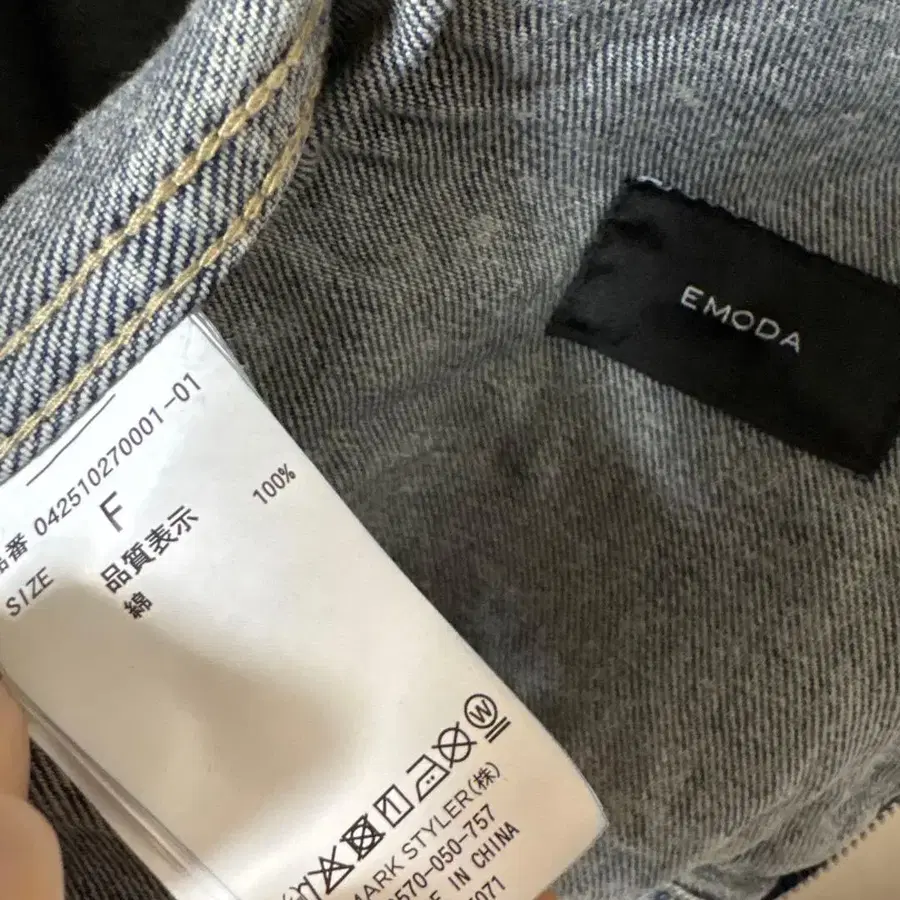 EMODA
品番 042510270001-01
SIZE F
品質表示
綿 100%
W
MARK STYLER(株)
0570-050-757
MADE IN CHINA